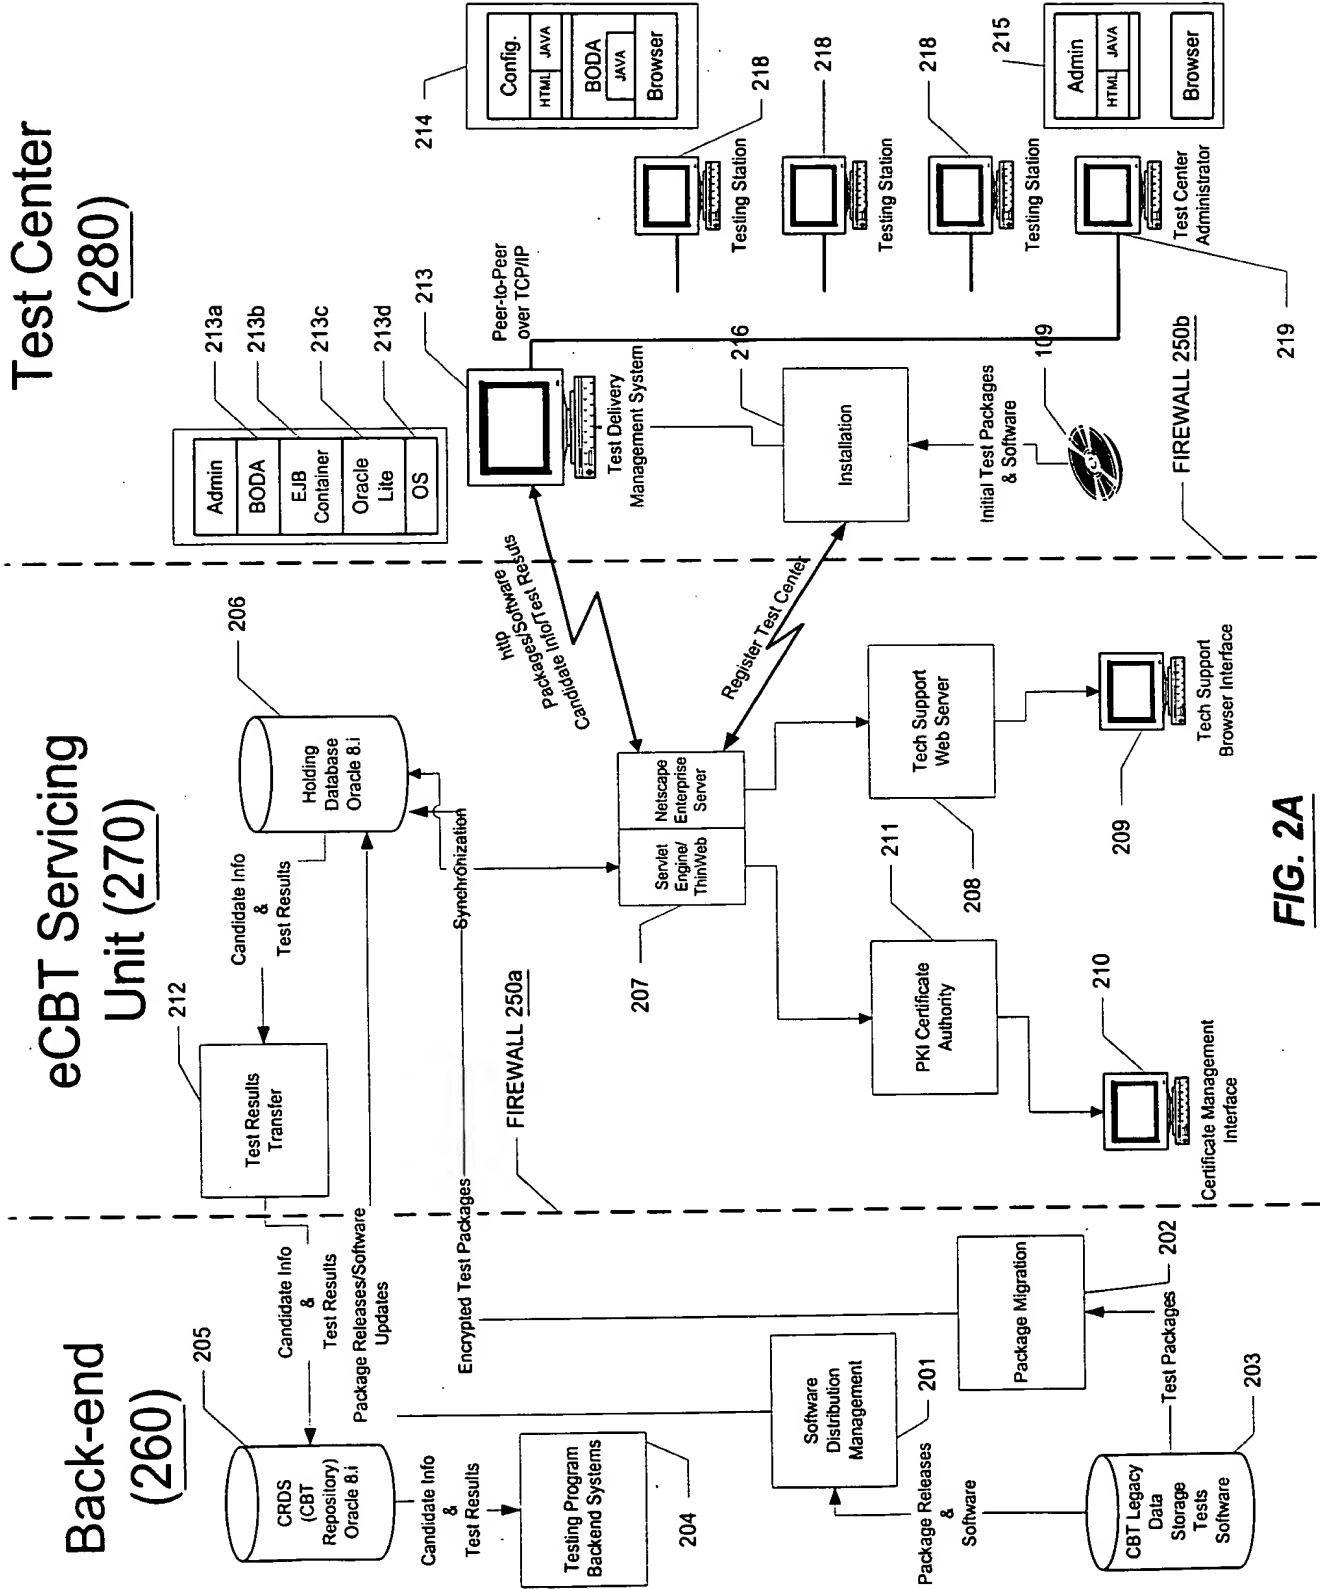 Back-end
(260)
eCBT Servicing
Unit (270)
Test Center
(280)
205
CRDS
(CBT
Repository)
Oracle 8.i
Candidate Info
&
Test Results
Testing Program
Backend Systems
204
Candidate Info
&
Test Results
Package Releases/Software
Updates
Encrypted Test Packages
Software
Distribution
Management
201
Package Releases
&
Software
CBT Legacy
Data
Storage
Tests
Software
203
Test Packages
Package Migration
202
212
Test Results
Transfer
Candidate Info
&
Test Results
206
Holding
Database
Oracle 8.i
Synchronization
FIREWALL 250a
207
Servlet
Engine/
ThinWeb
Netscape
Enterprise
Server
211
PKI Certificate
Authority
210
Certificate Management
Interface
208
Tech Support
Web Server
209
Tech Support
Browser Interface
http
Packages/Software
Candidate Info/Test Resuts
Register Test Center
Admin
BODA
EJB
Container
Oracle
Lite
OS
213a
213b
213c
213d
213
Peer-to-Peer
over TCP/IP
Test Delivery
Management System
216
Installation
Initial Test Packages
& Software
109
FIREWALL 250b
214
Config.
HTML
JAVA
BODA
JAVA
Browser
218
Testing Station
218
Testing Station
218
Testing Station
215
Admin
HTML
JAVA
Browser
Test Center
Administrator
219
FIG. 2A